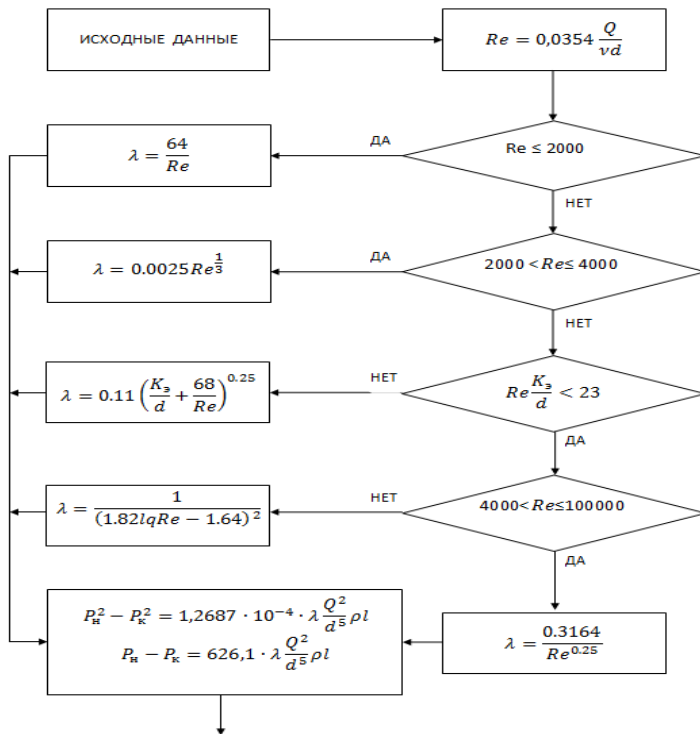 ИСХОДНЫЕ ДАННЫЕ
Re = 0,0354 Q/νd
Re ≤ 2000
ДА
λ = 64/Re
НЕТ
2000 <Re≤ 4000
ДА
λ = 0.0025Re^(1/3)
НЕТ
Re Kэ/d < 23
НЕТ
λ = 0.11 (Kэ/d + 68/Re)^0.25
ДА
4000<Re≤100000
НЕТ
λ = 1/(1.82lqRe − 1.64)^2
ДА
λ = 0.3164/Re^0.25
Pн² − Pк² = 1,2687 · 10⁻⁴ · λ Q²/d⁵ ρl
Pн − Pк = 626,1 · λ Q²/d⁵ ρl